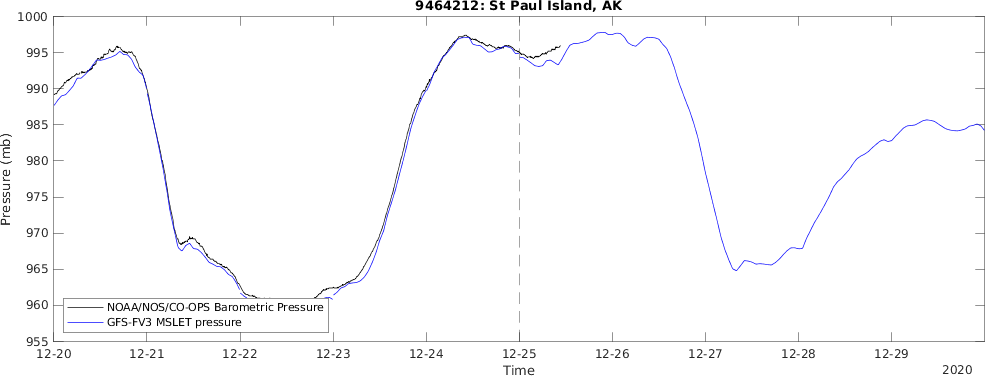 9464212: St Paul Island, AK
1000
995
990
985
980
975
970
965
960
955
Pressure (mb)
NOAA/NOS/CO-OPS Barometric Pressure
GFS-FV3 MSLET pressure
12-20 12-21 12-22 12-23 12-24 12-25 12-26 12-27 12-28 12-29
Time
2020